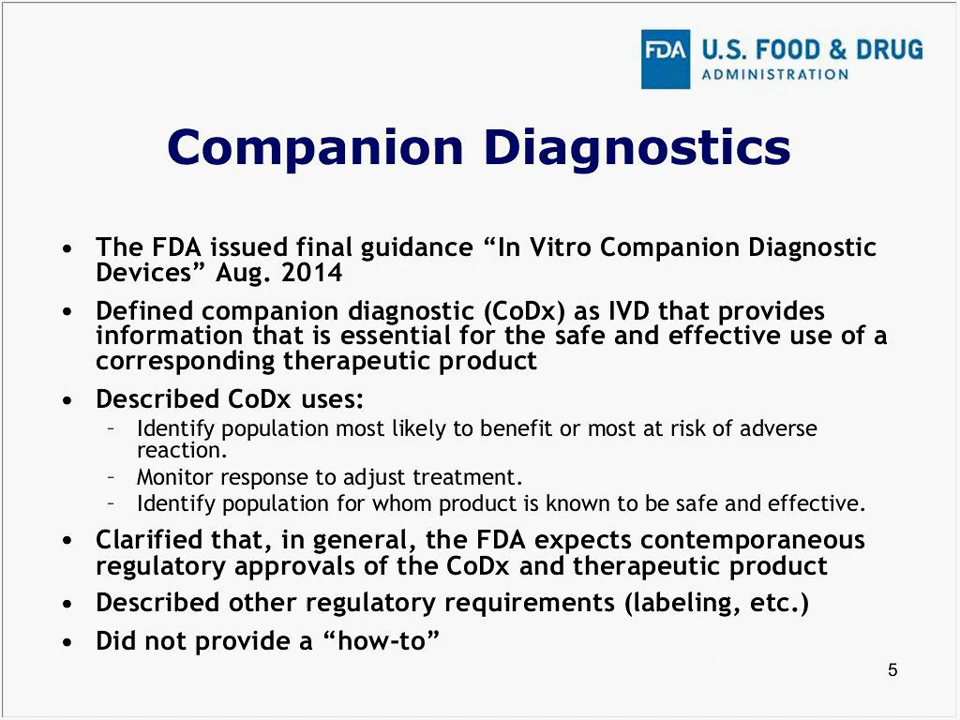 FDA U.S. FOOD & DRUG
ADMINISTRATION
Companion Diagnostics
• The FDA issued final guidance “In Vitro Companion Diagnostic
Devices” Aug. 2014
• Defined companion diagnostic (CoDx) as IVD that provides
information that is essential for the safe and effective use of a
corresponding therapeutic product
• Described CoDx uses:
– Identify population most likely to benefit or most at risk of adverse
reaction.
– Monitor response to adjust treatment.
– Identify population for whom product is known to be safe and effective.
• Clarified that, in general, the FDA expects contemporaneous
regulatory approvals of the CoDx and therapeutic product
• Described other regulatory requirements (labeling, etc.)
• Did not provide a “how-to”
5